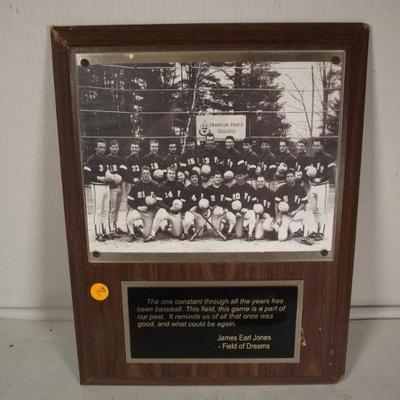 FRANKLIN PIERCE
COLLEGE
The one constant through all the years has
been baseball. This field, this game is a part of
our past. It reminds us of all that once was
good, and what could be again.
James Earl Jones
- Field of Dreams